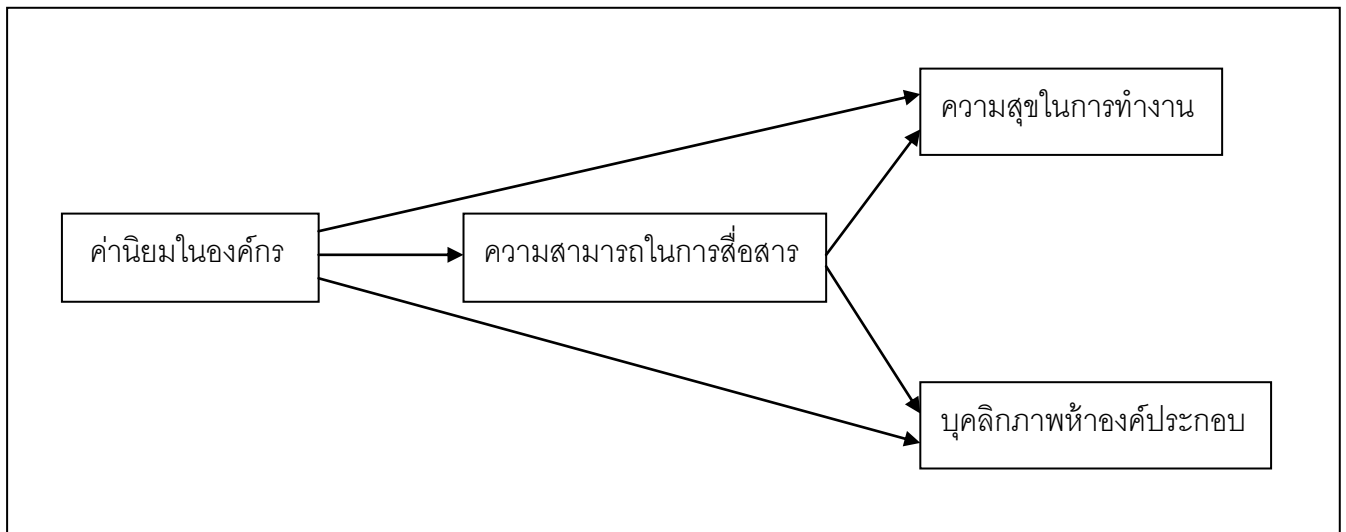 ความสุขในการทำงาน
ค่านิยมในองค์กร
ความสามารถในการสื่อสาร
บุคลิกภาพห้าองค์ประกอบ